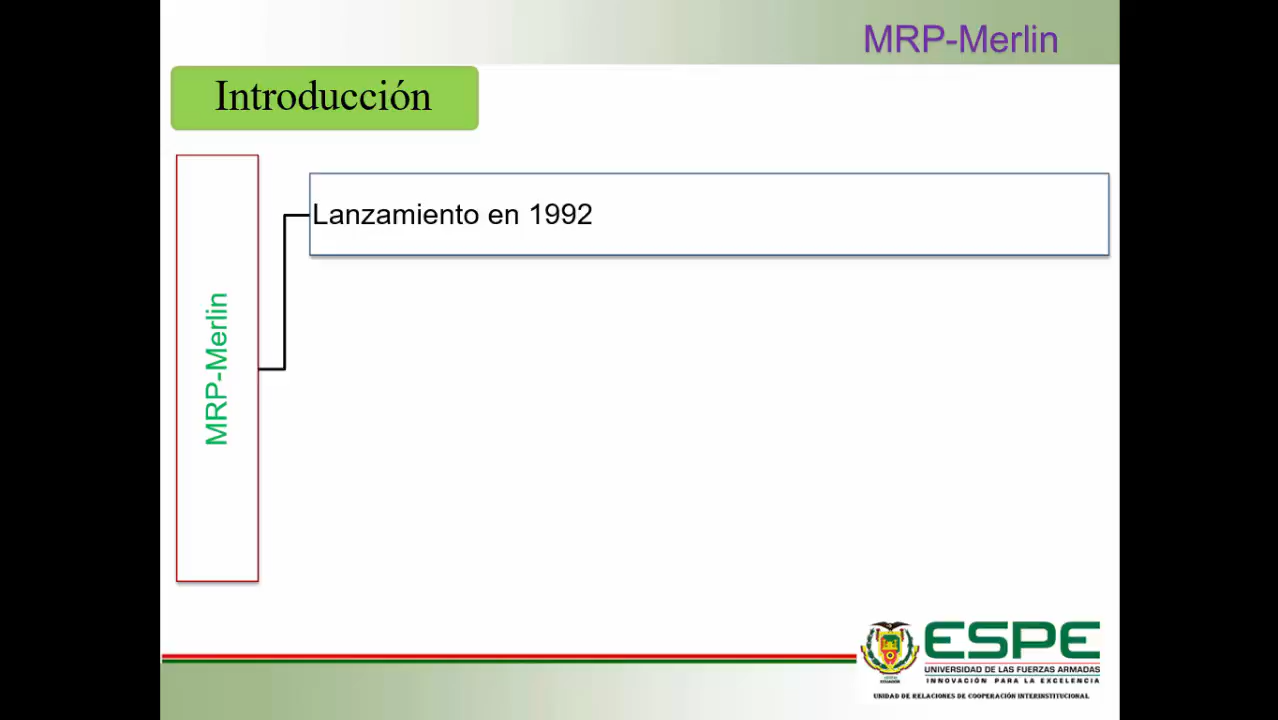 MRP-Merlin
Introducción
MRP-Merlin
Lanzamiento en 1992
ESPE
UNIVERSIDAD DE LAS FUERZAS ARMADAS
INNOVACIÓN PARA LA EXCELENCIA
UNIDAD DE RELACIONES DE COOPERACIÓN INTERINSTITUCIONAL